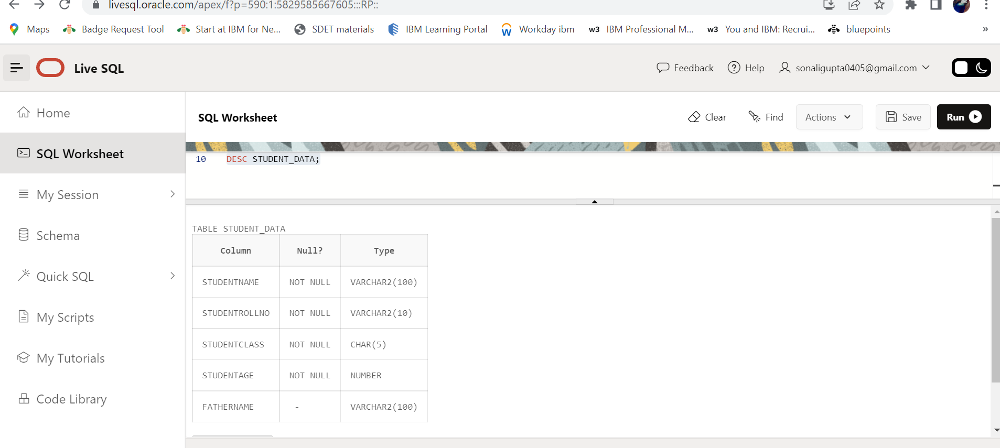 livesql.oracle.com/apex/f?p=590:1:5829585667605:::RP::
Maps Badge Request Tool Start at IBM for Ne... SDET materials IBM Learning Portal Workday ibm w3 IBM Professional M... w3 You and IBM: Recrui... bluepoints »
Live SQL Feedback Help sonaligupta0405@gmail.com
Home
SQL Worksheet
My Session
Schema
Quick SQL
My Scripts
My Tutorials
Code Library
SQL Worksheet Clear Find Actions Save Run
10 DESC STUDENT_DATA;
TABLE STUDENT_DATA
Column Null? Type
STUDENTNAME NOT NULL VARCHAR2(100)
STUDENTROLLNO NOT NULL VARCHAR2(10)
STUDENTCLASS NOT NULL CHAR(5)
STUDENTAGE NOT NULL NUMBER
FATHERNAME - VARCHAR2(100)